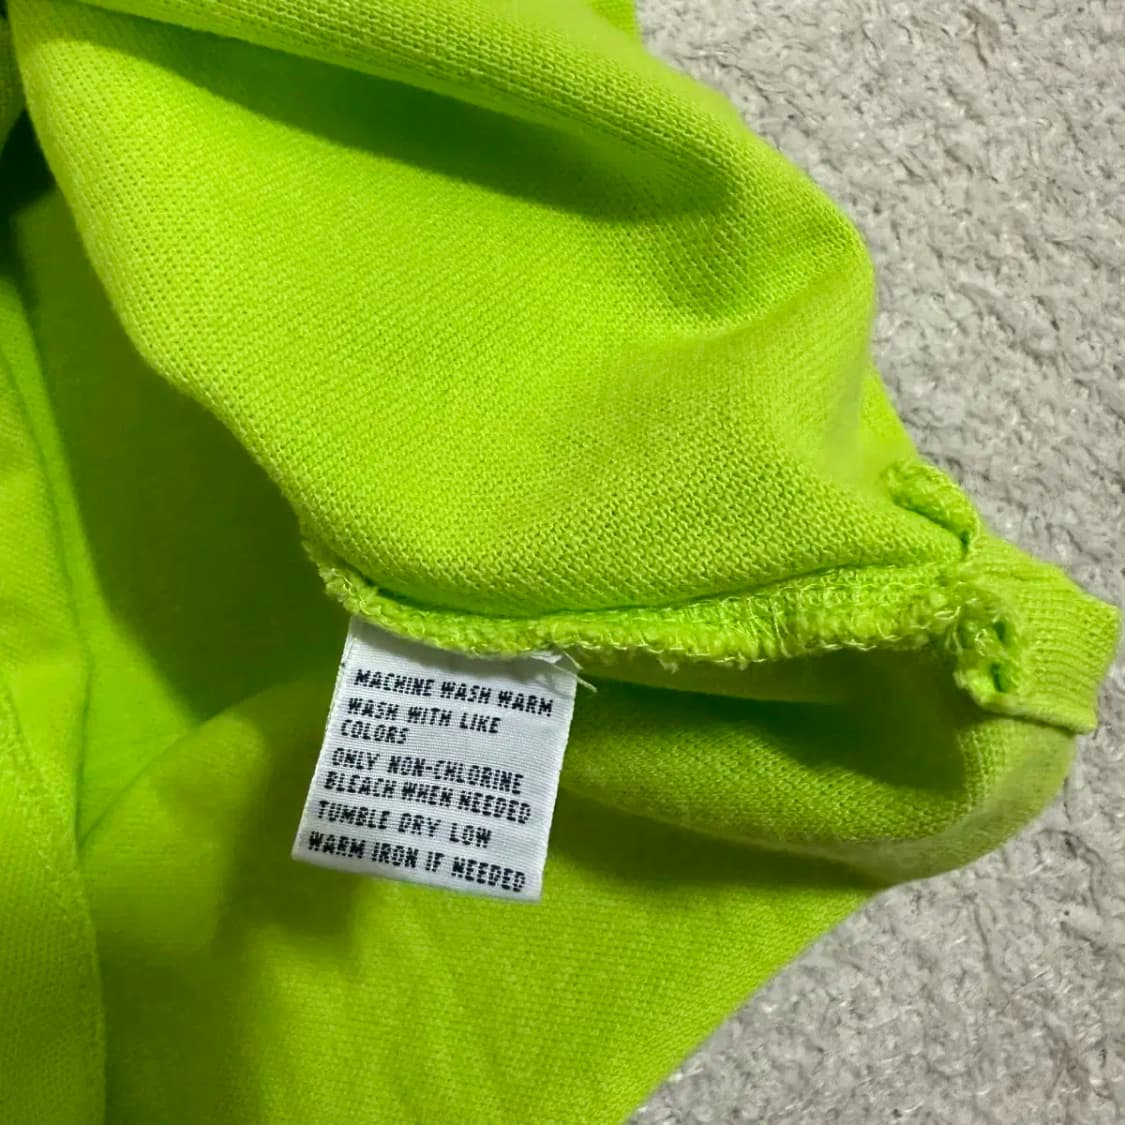 MACHINE WASH WARM
WASH WITH LIKE
COLORS
ONLY NON-CHLORINE
BLEACH WHEN NEEDED
TUMBLE DRY LOW
WARM IRON IF NEEDED